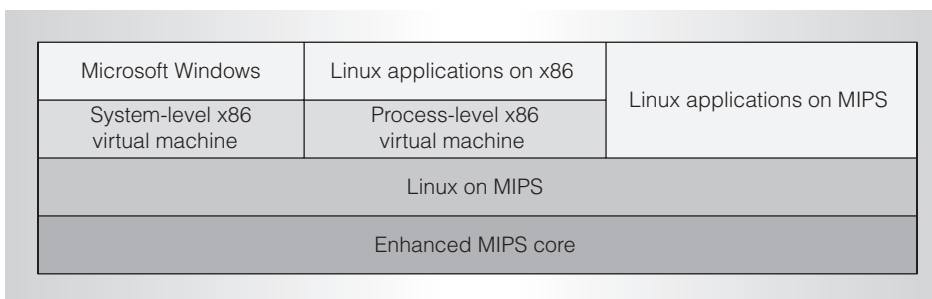 Microsoft Windows
Linux applications on x86
Linux applications on MIPS
System-level x86
virtual machine
Process-level x86
virtual machine
Linux on MIPS
Enhanced MIPS core